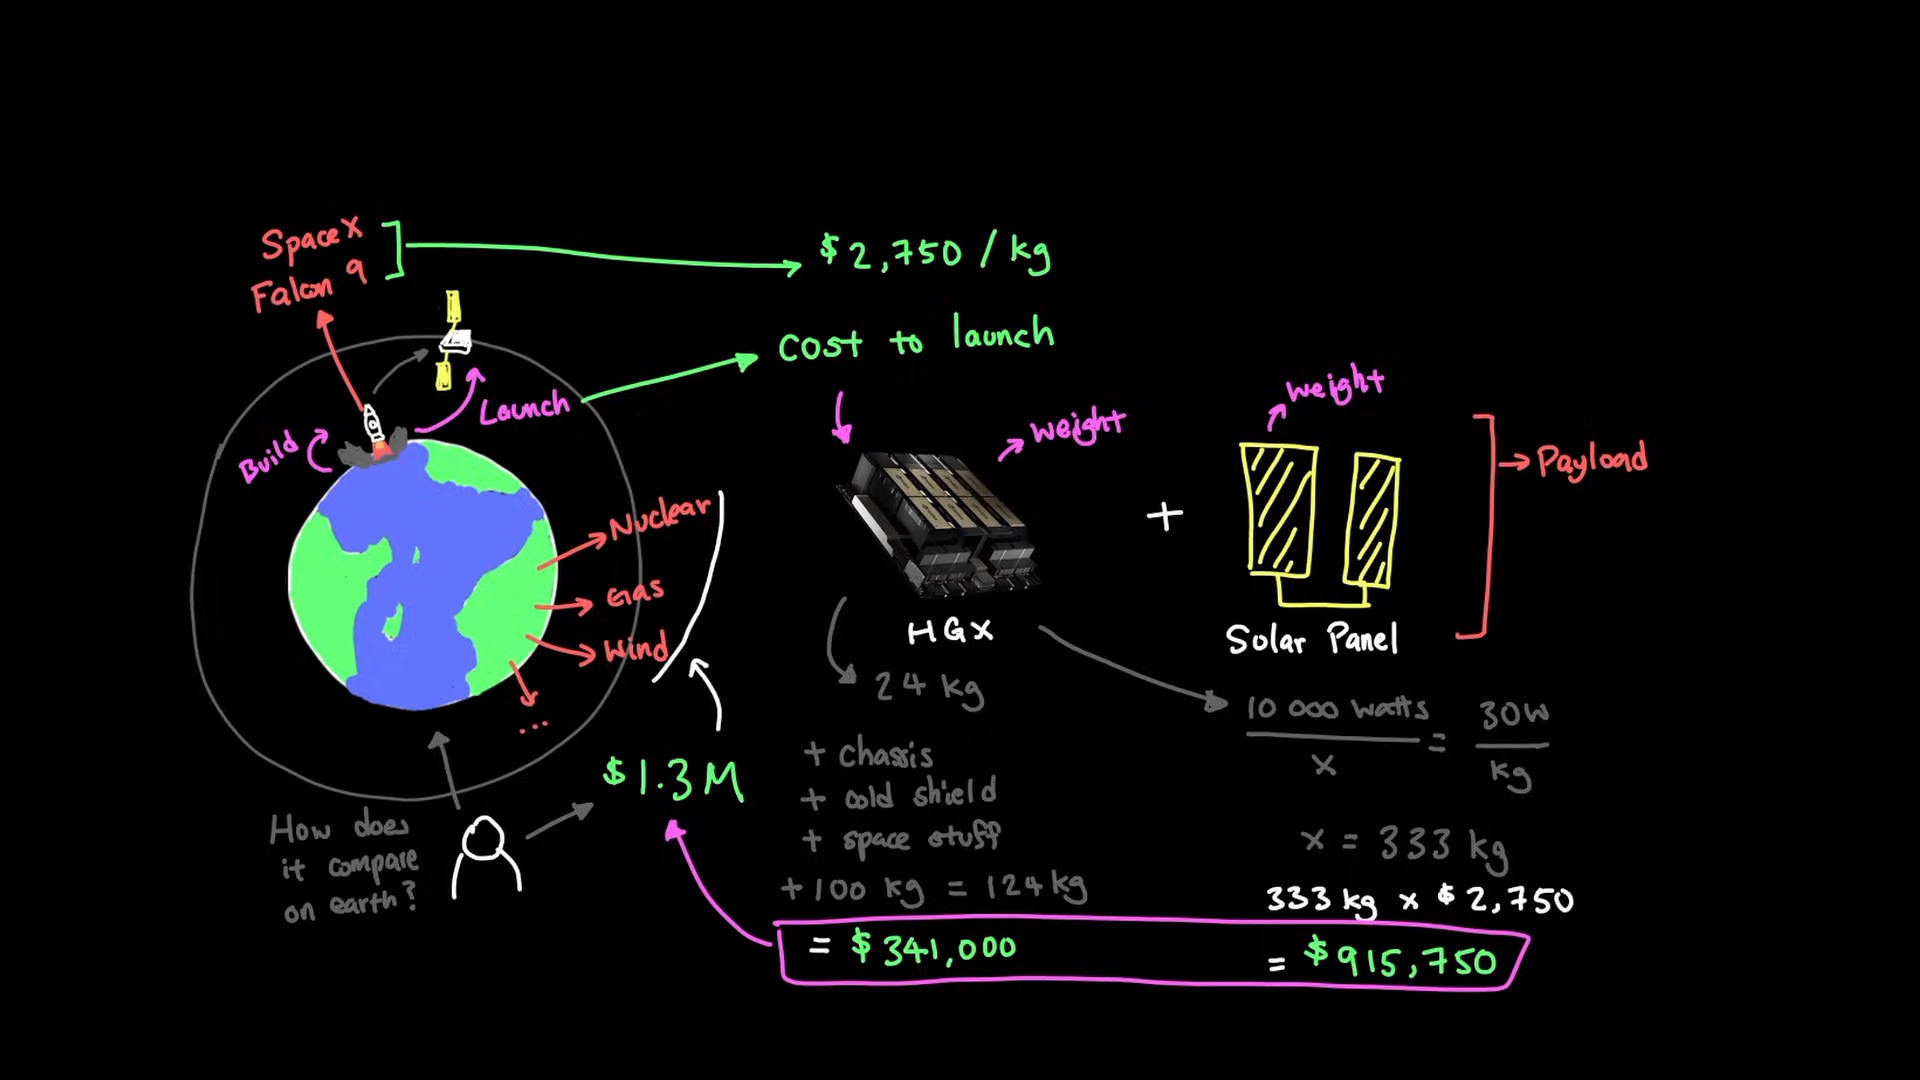 SpaceX
Falcon 9
$2,750 / kg
cost to launch
Launch
Build
weight
weight
Payload
Nuclear
Gas
Wind
...
HGX
+
Solar Panel
24 kg
10 000 watts
x
=
30W
kg
$1.3M
+ chassis
+ cold shield
+ space stuff
+100 kg = 124kg
x = 333 kg
333 kg x $2,750
= $341,000
= $915,750
How does
it compare
on earth?